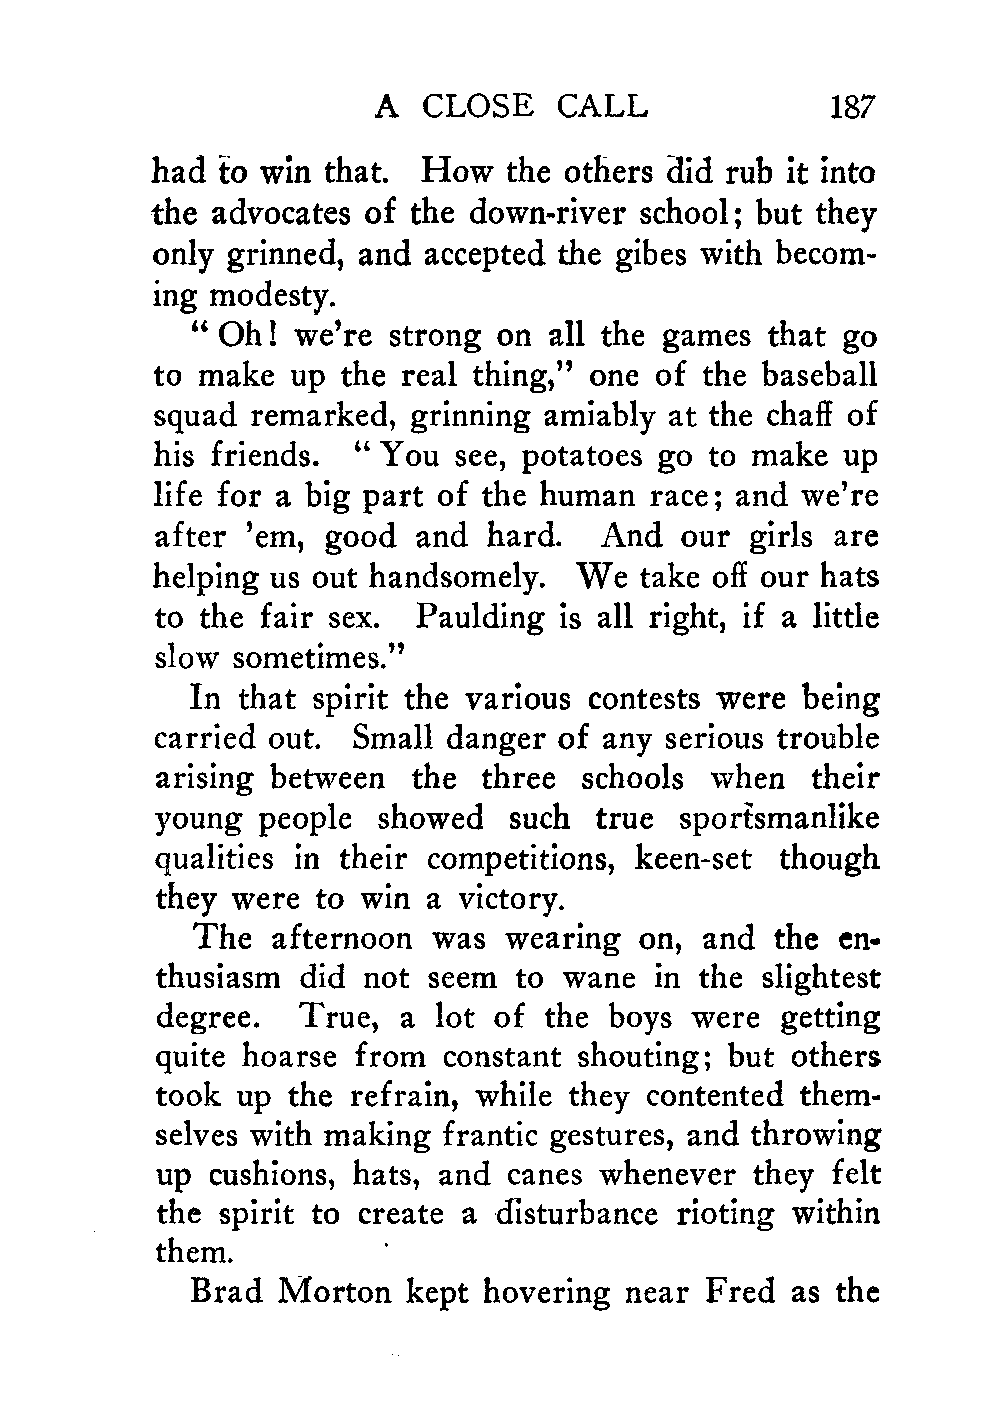 A CLOSE CALL 187
had to win that. How the others did rub it into
the advocates of the down-river school; but they
only grinned, and accepted the gibes with becom-
ing modesty.
"Oh! we're strong on all the games that go
to make up the real thing," one of the baseball
squad remarked, grinning amiably at the chaff of
his friends. "You see, potatoes go to make up
life for a big part of the human race; and we're
after 'em, good and hard. And our girls are
helping us out handsomely. We take off our hats
to the fair sex. Paulding is all right, if a little
slow sometimes."
In that spirit the various contests were being
carried out. Small danger of any serious trouble
arising between the three schools when their
young people showed such true sportsmanlike
qualities in their competitions, keen-set though
they were to win a victory.
The afternoon was wearing on, and the en-
thusiasm did not seem to wane in the slightest
degree. True, a lot of the boys were getting
quite hoarse from constant shouting; but others
took up the refrain, while they contented them-
selves with making frantic gestures, and throwing
up cushions, hats, and canes whenever they felt
the spirit to create a disturbance rioting within
them.
Brad Morton kept hovering near Fred as the